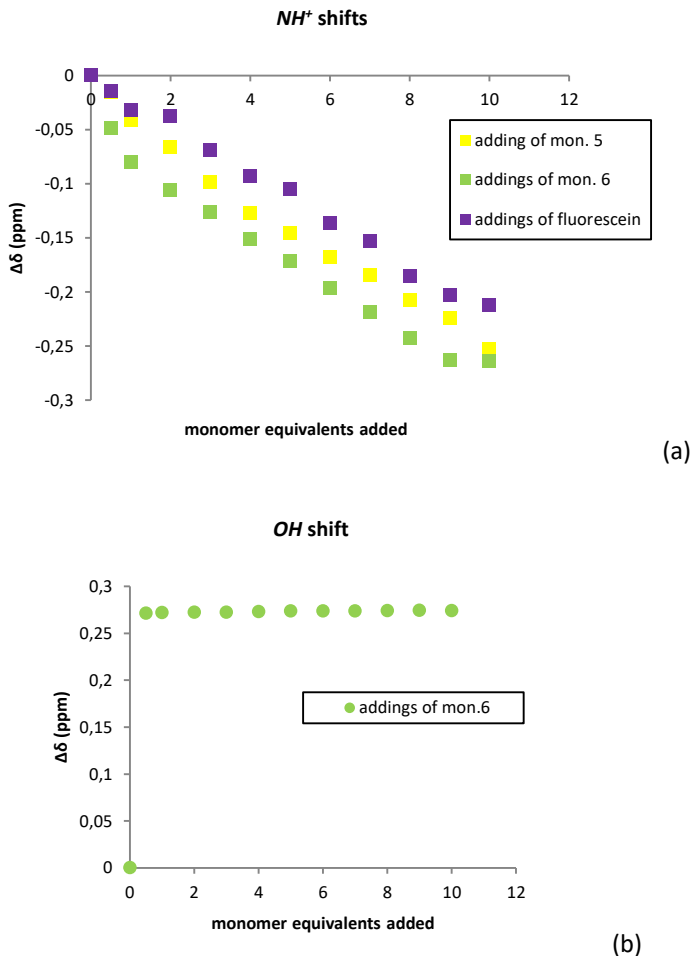 NH⁺ shifts
0
0 2 4 6 8 10 12
-0,05
-0,1
-0,15
-0,2
-0,25
-0,3
Δδ (ppm)
adding of mon. 5
addings of mon. 6
addings of fluorescein
monomer equivalents added
(a)
OH shift
0,3
0,25
0,2
0,15
0,1
0,05
0
Δδ (ppm)
addings of mon.6
0 2 4 6 8 10 12
monomer equivalents added
(b)